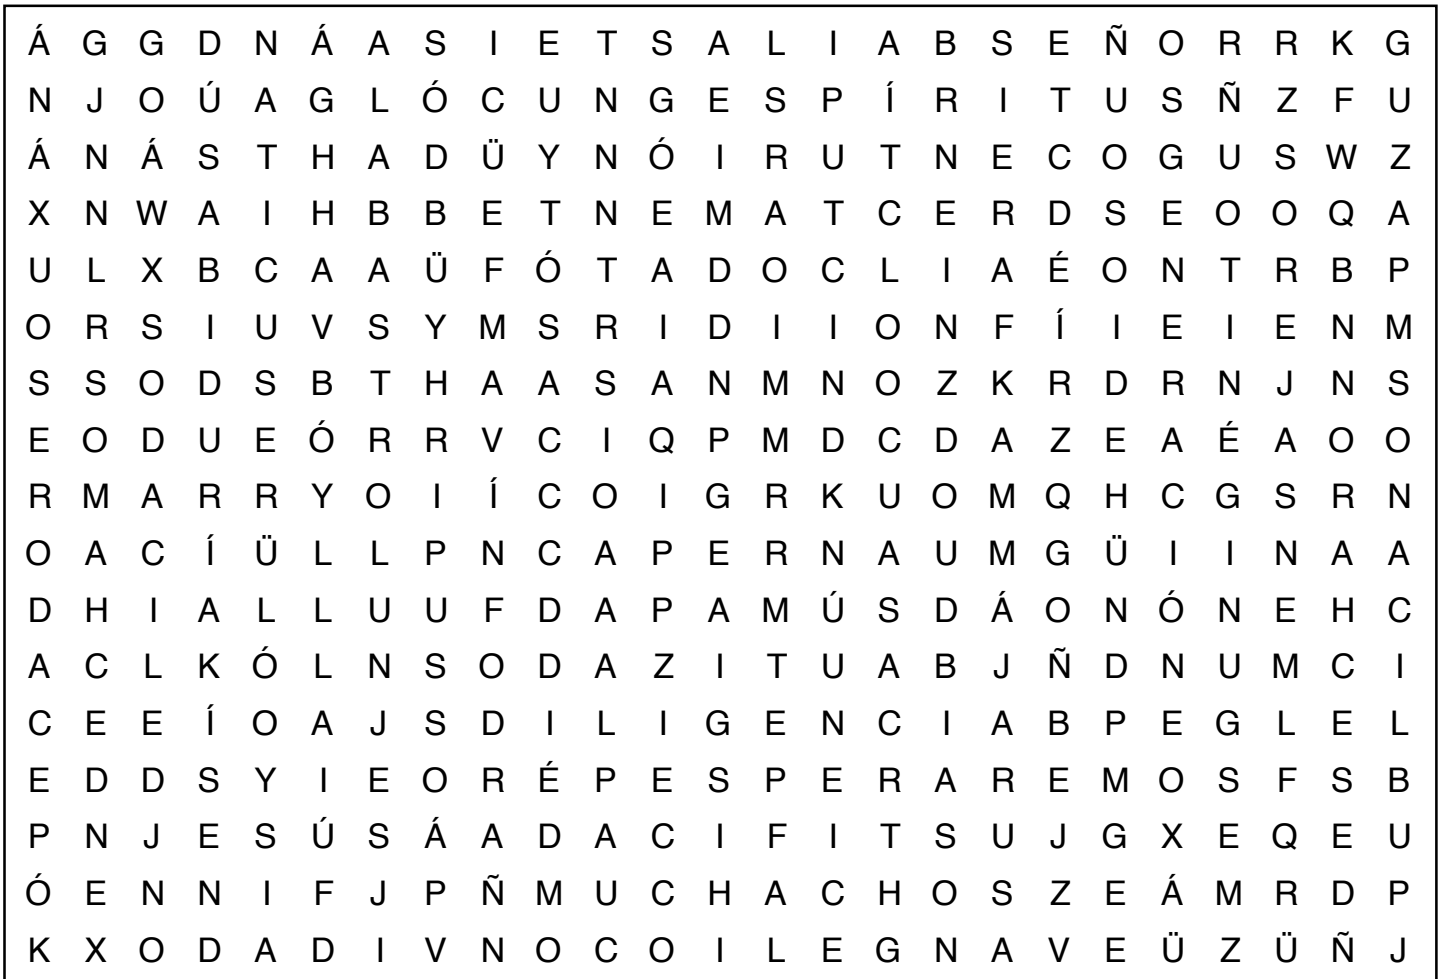 Á G G D N Á A S I E T S A L I A B S E Ñ O R R K G
N J O Ú A G L Ó C U N G E S P Í R I T U S Ñ Z F U
Á N Á S T H A D Ü Y N Ó I R U T N E C O G U S W Z
X N W A I H B B E T N E M A T C E R D S E O O Q A
U L X B C A A Ü F Ó T A D O C L I A É O N T R B P
O R S I U V S Y M S R I D I I O N F Í I E I E N M
S S O D S B T H A A S A N M N O Z K R D R N J N S
E O D U E Ó R R V C I Q P M D C D A Z E A É A O O
R M A R R Y O I Í C O I G R K U O M Q H C G S R N
O A C Í Ü L L P N C A P E R N A U M G Ü I I N A A
D H I A L L U U F D A P A M Ú S D Á O N Ó N E H C
A C L K Ó L N S O D A Z I T U A B J Ñ D N U M C I
C E E Í O A J S D I L I G E N C I A B P E G L E L
E D D S Y I E O R É P E S P E R A R E M O S F S B
P N J E S Ú S Á A D A C I F I T S U J G X E Q E U
Ó E N N I F J P Ñ M U C H A C H O S Z E Á M R D P
K X O D A D I V N O C O I L E G N A V E Ü Z Ü Ñ J